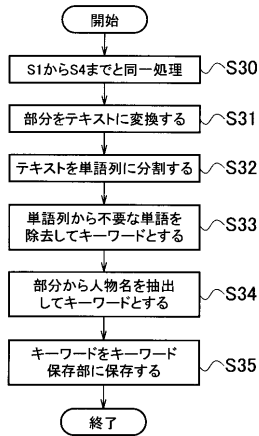 開始
S1からS4までと同一処理
S30
部分をテキストに変換する
S31
テキストを単語列に分割する
S32
単語列から不要な単語を
除去してキーワードとする
S33
部分から人物名を抽出
してキーワードとする
S34
キーワードをキーワード
保存部に保存する
S35
終了